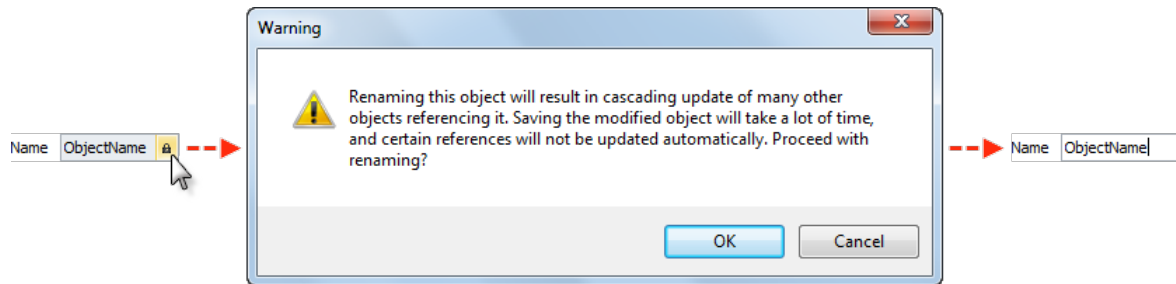 Warning
Renaming this object will result in cascading update of many other
objects referencing it. Saving the modified object will take a lot of time,
and certain references will not be updated automatically. Proceed with
renaming?
Name ObjectName
Name ObjectName
OK Cancel